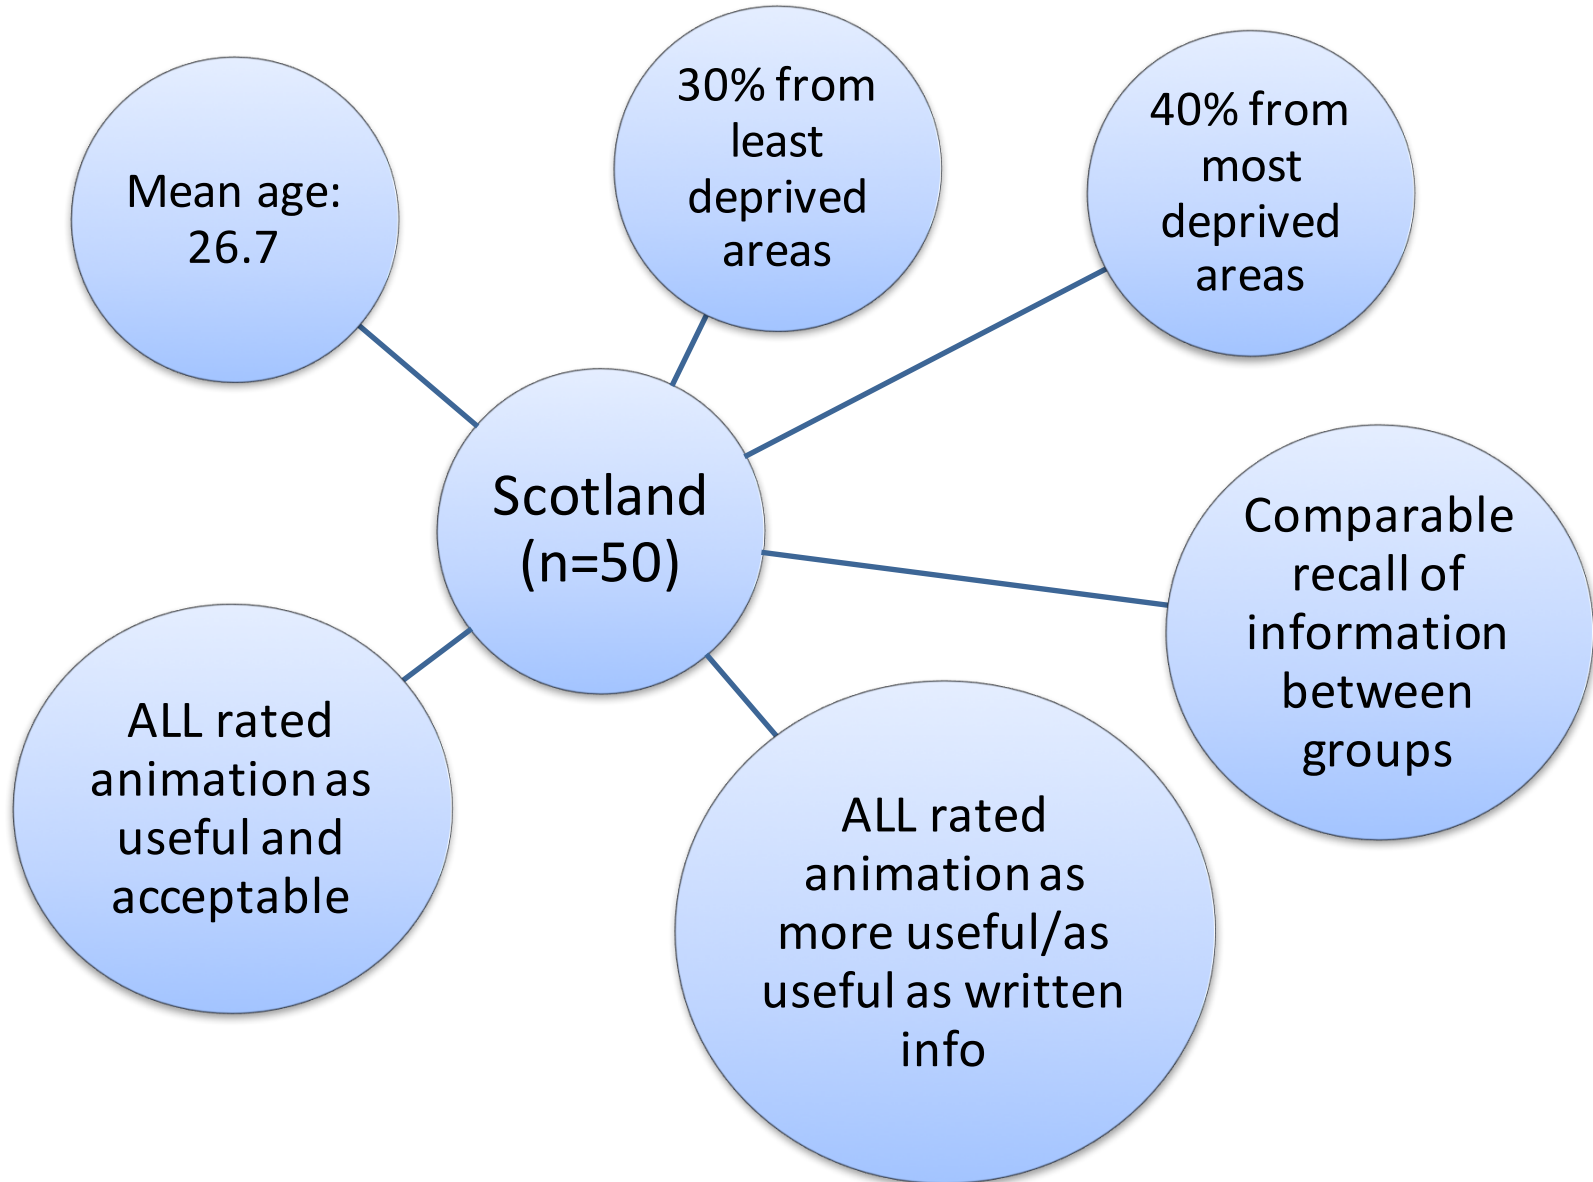 Mean age:
26.7
30% from
least
deprived
areas
40% from
most
deprived
areas
Scotland
(n=50)
Comparable
recall of
information
between
groups
ALL rated
animation as
useful and
acceptable
ALL rated
animation as
more useful/as
useful as written
info